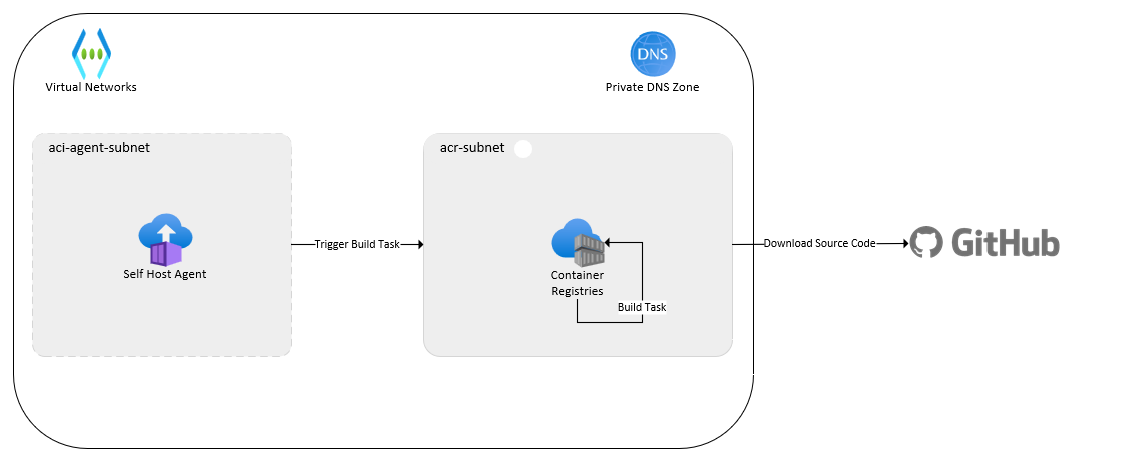 Virtual Networks
DNS
Private DNS Zone
aci-agent-subnet
acr-subnet
Self Host Agent
Trigger Build Task
Container
Registries
Build Task
Download Source Code
GitHub